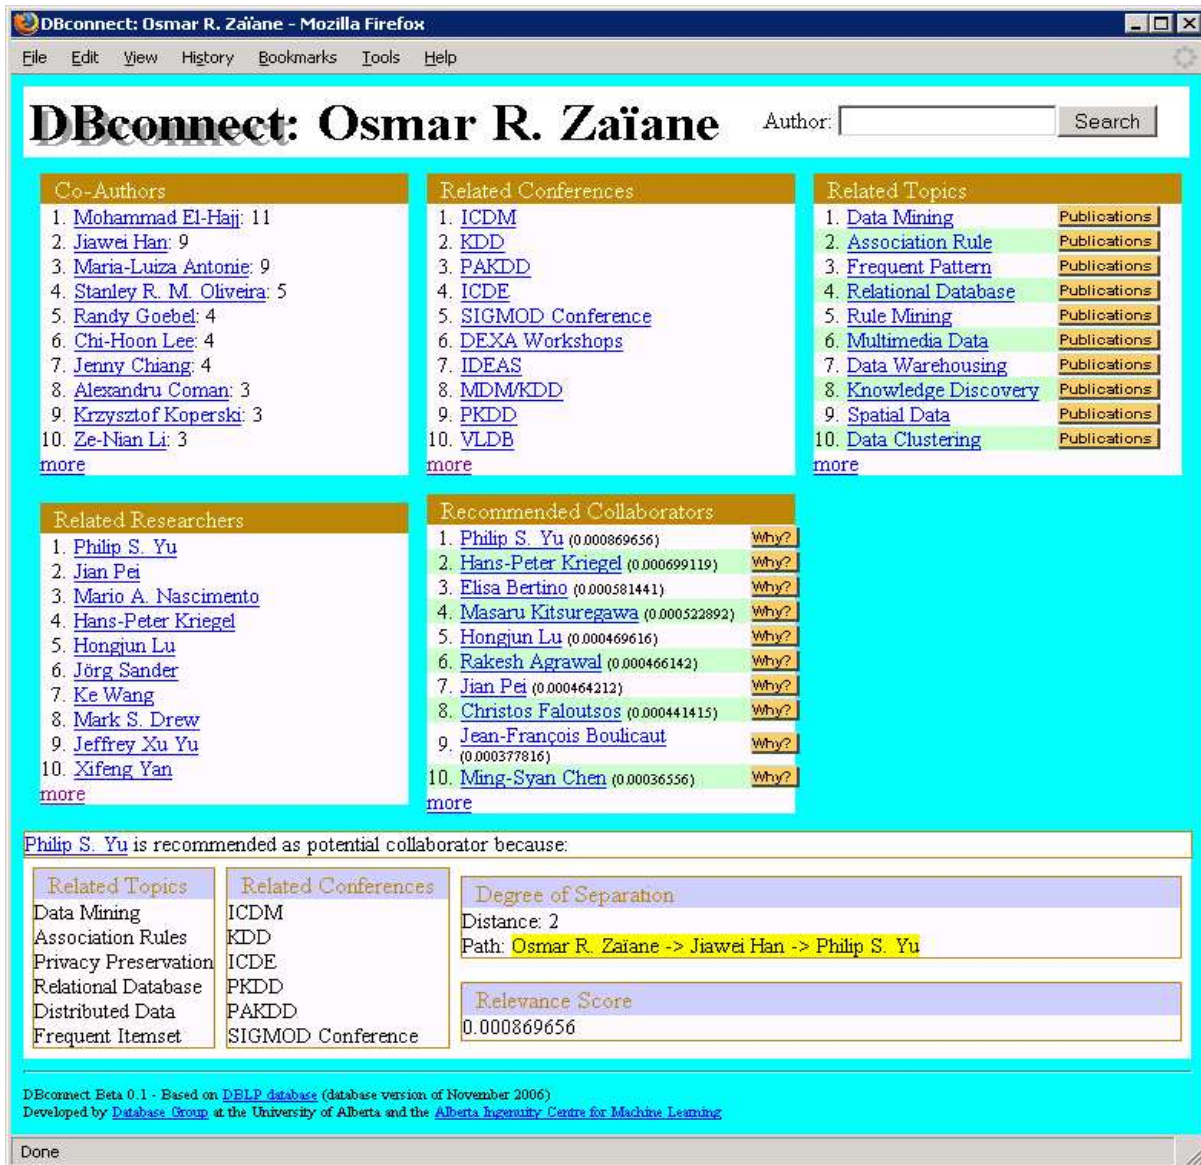 DBconnect: Osmar R. Zaïane - Mozilla Firefox
File Edit View History Bookmarks Tools Help
DBconnect: Osmar R. Zaïane
Author: Search
Co-Authors
1. Mohammad El-Hajj: 11
2. Jiawei Han: 9
3. Maria-Luiza Antonie: 9
4. Stanley R. M. Oliveira: 5
5. Randy Goebel: 4
6. Chi-Hoon Lee: 4
7. Jenny Chiang: 4
8. Alexandru Coman: 3
9. Krzysztof Koperski: 3
10. Ze-Nian Li: 3
more
Related Conferences
1. ICDM
2. KDD
3. PAKDD
4. ICDE
5. SIGMOD Conference
6. DEXA Workshops
7. IDEAS
8. MDM/KDD
9. PKDD
10. VLDB
more
Related Topics
1. Data Mining Publications
2. Association Rule Publications
3. Frequent Pattern Publications
4. Relational Database Publications
5. Rule Mining Publications
6. Multimedia Data Publications
7. Data Warehousing Publications
8. Knowledge Discovery Publications
9. Spatial Data Publications
10. Data Clustering Publications
more
Related Researchers
1. Philip S. Yu
2. Jian Pei
3. Mario A. Nascimento
4. Hans-Peter Kriegel
5. Hongjun Lu
6. Jörg Sander
7. Ke Wang
8. Mark S. Drew
9. Jeffrey Xu Yu
10. Xifeng Yan
more
Recommended Collaborators
1. Philip S. Yu (0.000869656) Why?
2. Hans-Peter Kriegel (0.000699119) Why?
3. Elisa Bertino (0.000581441) Why?
4. Masaru Kitsuregawa (0.000522892) Why?
5. Hongjun Lu (0.000469616) Why?
6. Rakesh Agrawal (0.000466142) Why?
7. Jian Pei (0.000464212) Why?
8. Christos Faloutsos (0.000441415) Why?
9. Jean-François Boulicaut
(0.000377816) Why?
10. Ming-Syan Chen (0.00036556) Why?
more
Philip S. Yu is recommended as potential collaborator because:
Related Topics
Data Mining
Association Rules
Privacy Preservation
Relational Database
Distributed Data
Frequent Itemset
Related Conferences
ICDM
KDD
ICDE
PKDD
PAKDD
SIGMOD Conference
Degree of Separation
Distance: 2
Path: Osmar R. Zaïane -> Jiawei Han -> Philip S. Yu
Relevance Score
0.000869656
DBconnect Beta 0.1 - Based on DBLP database (database version of November 2006)
Developed by Database Group at the University of Alberta and the Alberta Ingenuity Centre for Machine Learning
Done